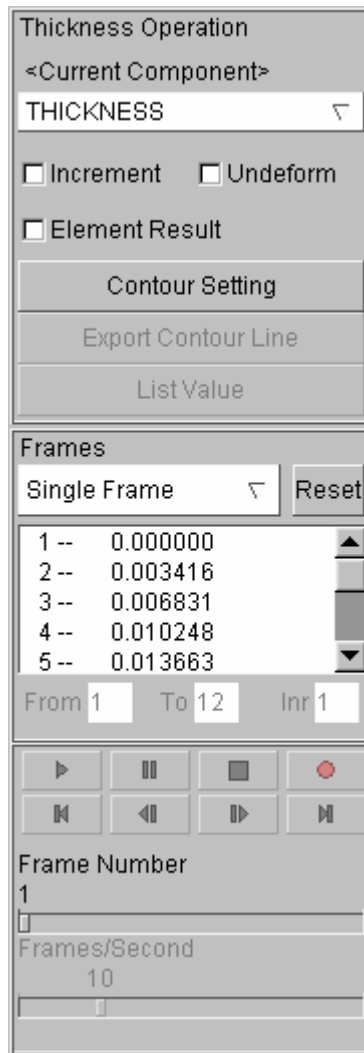 Thickness Operation
<Current Component>
THICKNESS
Increment Undeform
Element Result
Contour Setting
Export Contour Line
List Value
Frames
Single Frame Reset
1 -- 0.000000
2 -- 0.003416
3 -- 0.006831
4 -- 0.010248
5 -- 0.013663
From 1 To 12 Inr 1
Frame Number
1
Frames/Second
10